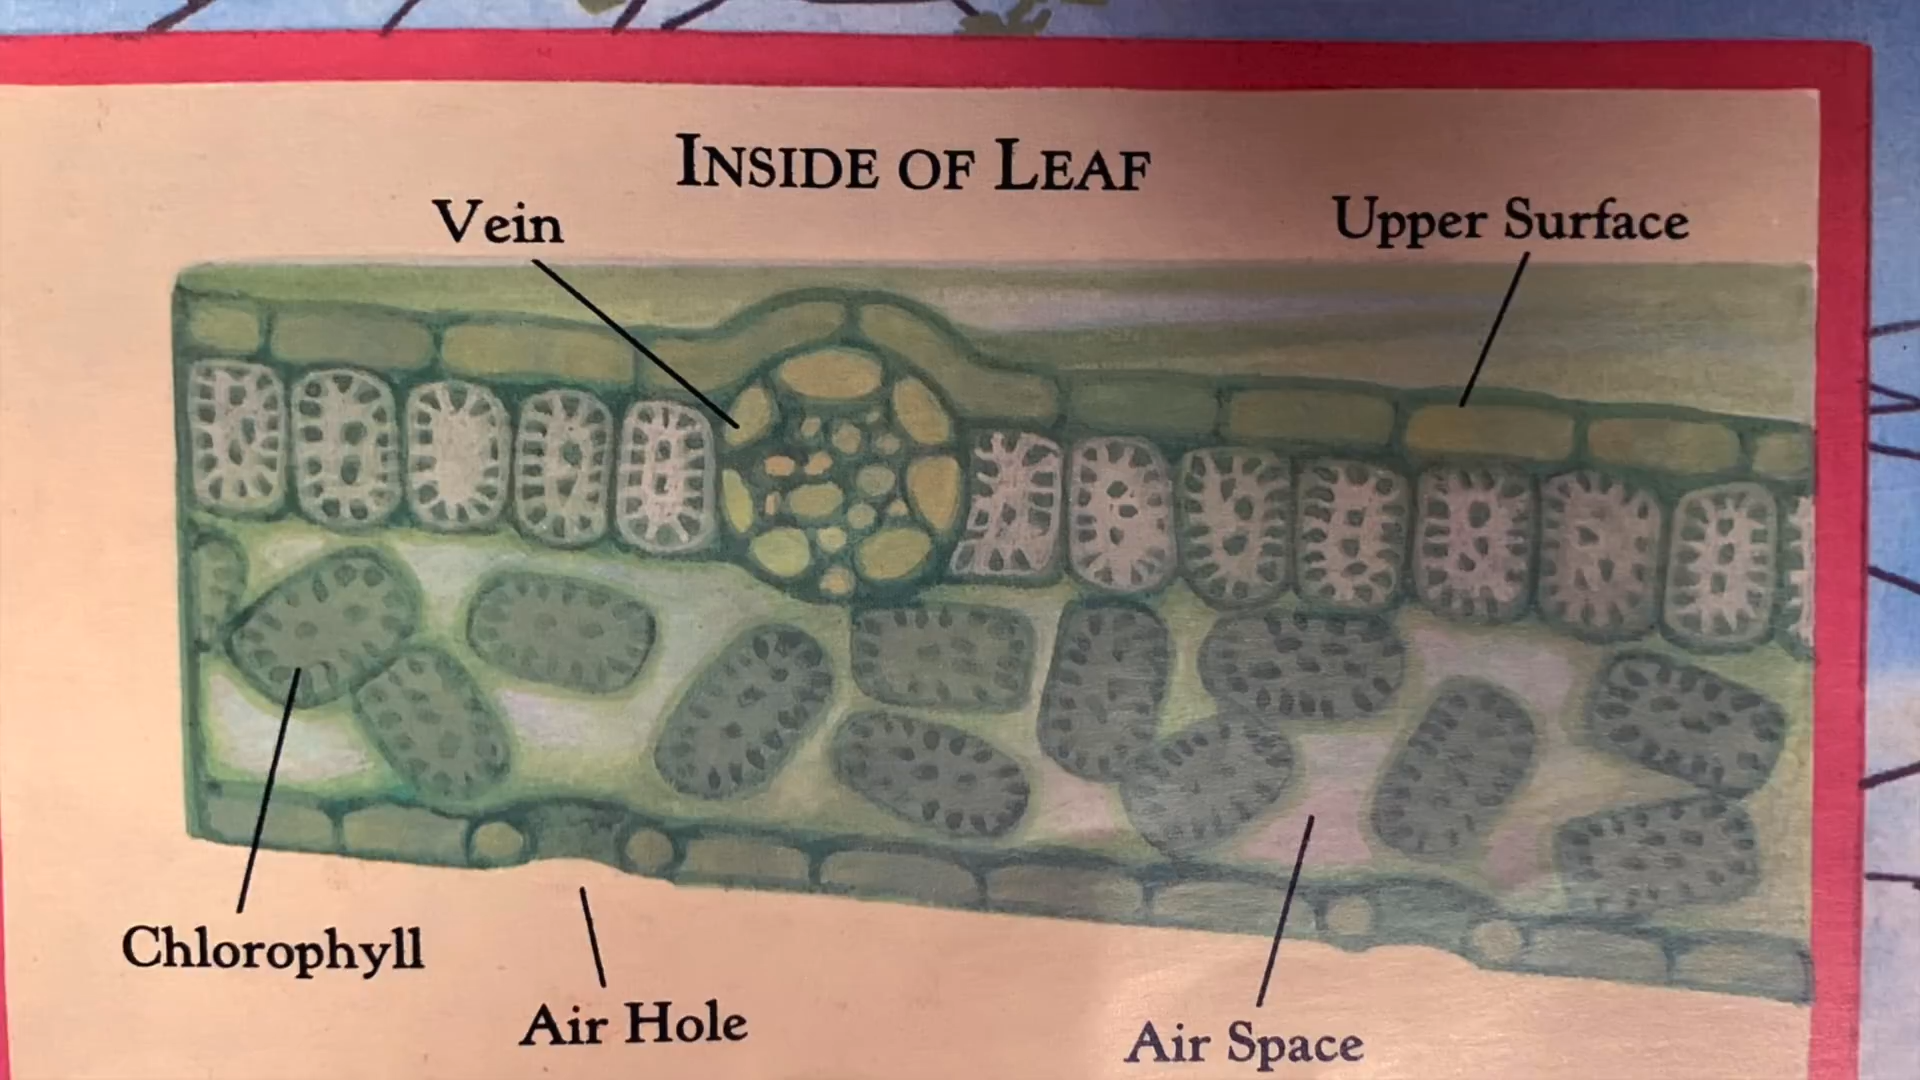 INSIDE OF LEAF
Vein
Upper Surface
Chlorophyll
Air Hole
Air Space